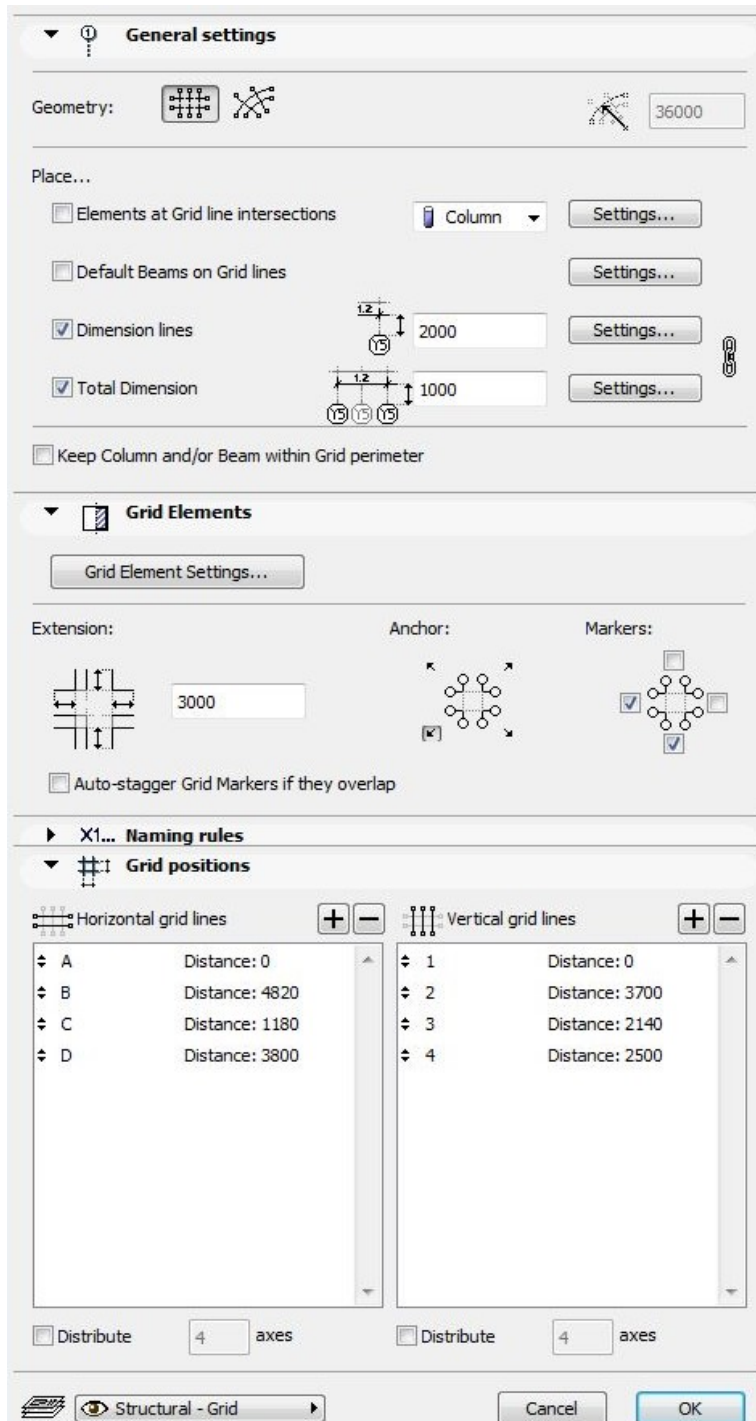 General settings
Geometry: 36000
Place...
Elements at Grid line intersections Column Settings...
Default Beams on Grid lines Settings...
1.2
Dimension lines 2000 Settings...
Y5
1.2
Total Dimension 1000 Settings...
Y5 Y5 Y5
Keep Column and/or Beam within Grid perimeter
Grid Elements
Grid Element Settings...
Extension: Anchor: Markers:
3000
Auto-stagger Grid Markers if they overlap
X1... Naming rules
Grid positions
Horizontal grid lines Vertical grid lines
A Distance: 0 1 Distance: 0
B Distance: 4820 2 Distance: 3700
C Distance: 1180 3 Distance: 2140
D Distance: 3800 4 Distance: 2500
Distribute 4 axes Distribute 4 axes
Structural - Grid Cancel OK